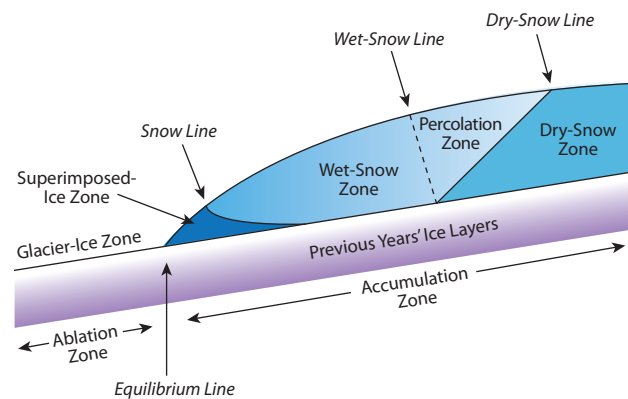 Dry-Snow Line
Wet-Snow Line
Snow Line
Percolation
Zone
Dry-Snow
Zone
Wet-Snow
Zone
Superimposed-
Ice Zone
Glacier-Ice Zone
Previous Years' Ice Layers
Accumulation
Zone
Ablation
Zone
Equilibrium Line